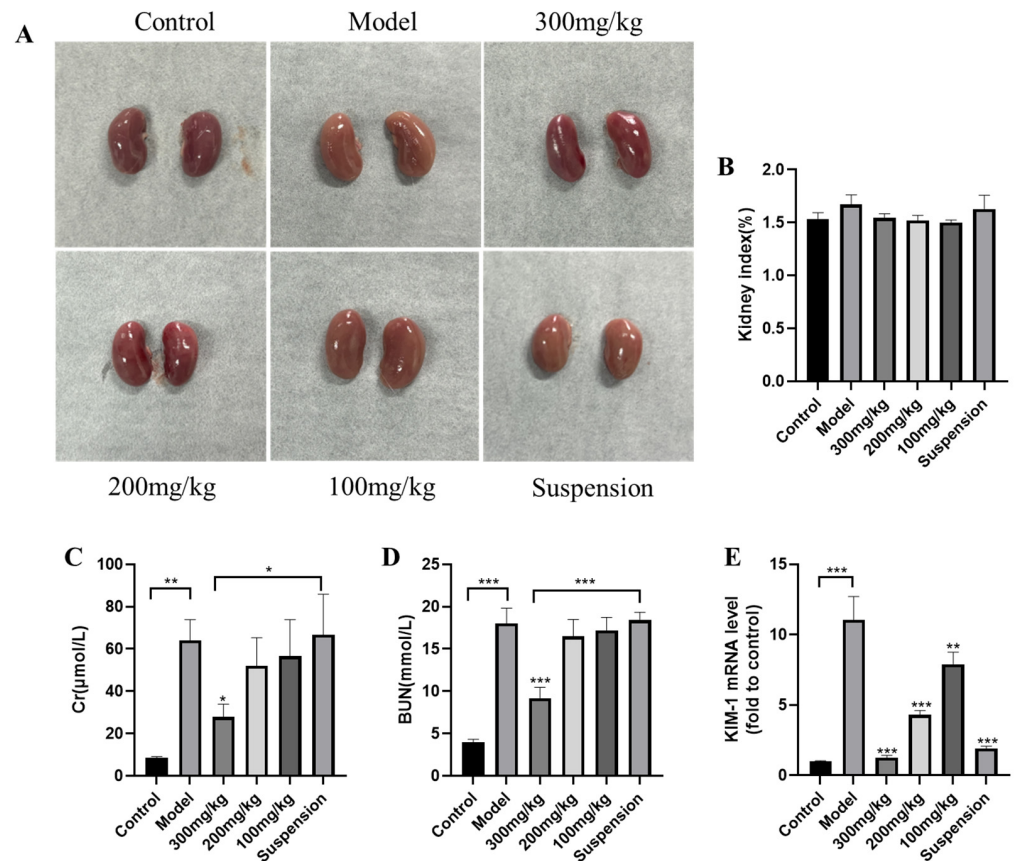 A
Control Model 300mg/kg
200mg/kg 100mg/kg Suspension
B
Kidney index(%)
2.0
1.5
1.0
0.5
0.0
Control Model 300mg/kg 200mg/kg 100mg/kg Suspension
C
Cr(μmol/L)
100
80
60
40
20
0
** *
*
Control Model 300mg/kg 200mg/kg 100mg/kg Suspension
D
BUN(mmol/L)
25
20
15
10
5
0
*** ***
***
Control Model 300mg/kg 200mg/kg 100mg/kg Suspension
E
KIM-1 mRNA level
(fold to control)
15
10
5
0
***
*** *** ** ***
Control Model 300mg/kg 200mg/kg 100mg/kg Suspension